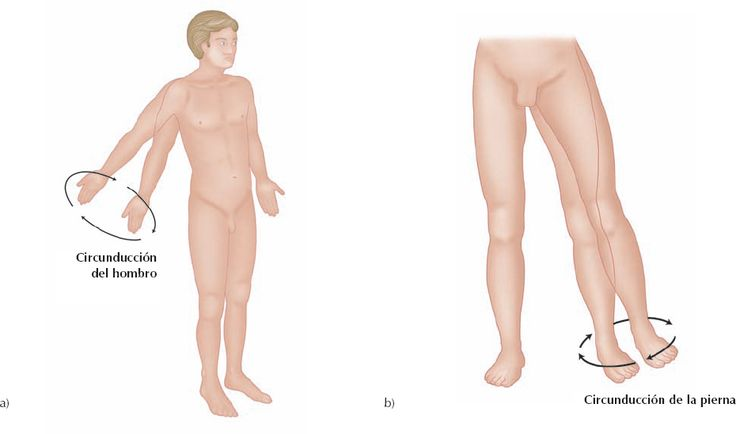 Circunducción
del hombro
a)
b)
Circunducción de la pierna